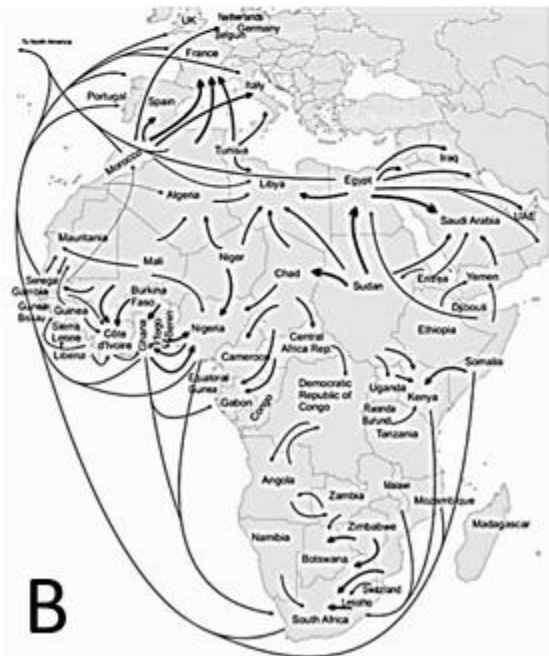 UK
Netherlands
Germany
Belgun
France
To North America
Portugal
Spain
Italy
Morocco
Tunisia
Algeria
Libya
Egypt
Iraq
Saudi Arabia
UAE
Mauritania
Mali
Niger
Chad
Sudan
Eritrea
Yemen
Djibouti
Ethiopia
Somalia
Senegal
Gambia
Guinea
Bissau
Guinea
Sierra
Leone
Liberia
Burkina
Faso
Côte
d'Ivoire
Ghana
Togo
Benin
Nigeria
Cameroon
Central
Africa Rep.
Equatorial
Guinea
Gabon
Congo
Democratic
Republic of
Congo
Uganda
Kenya
Rwanda
Burund
Tanzania
Angola
Zambia
Malawi
Mozambique
Madagascar
Zimbabwe
Namibia
Botswana
Swaziland
Lesotho
South Africa
B